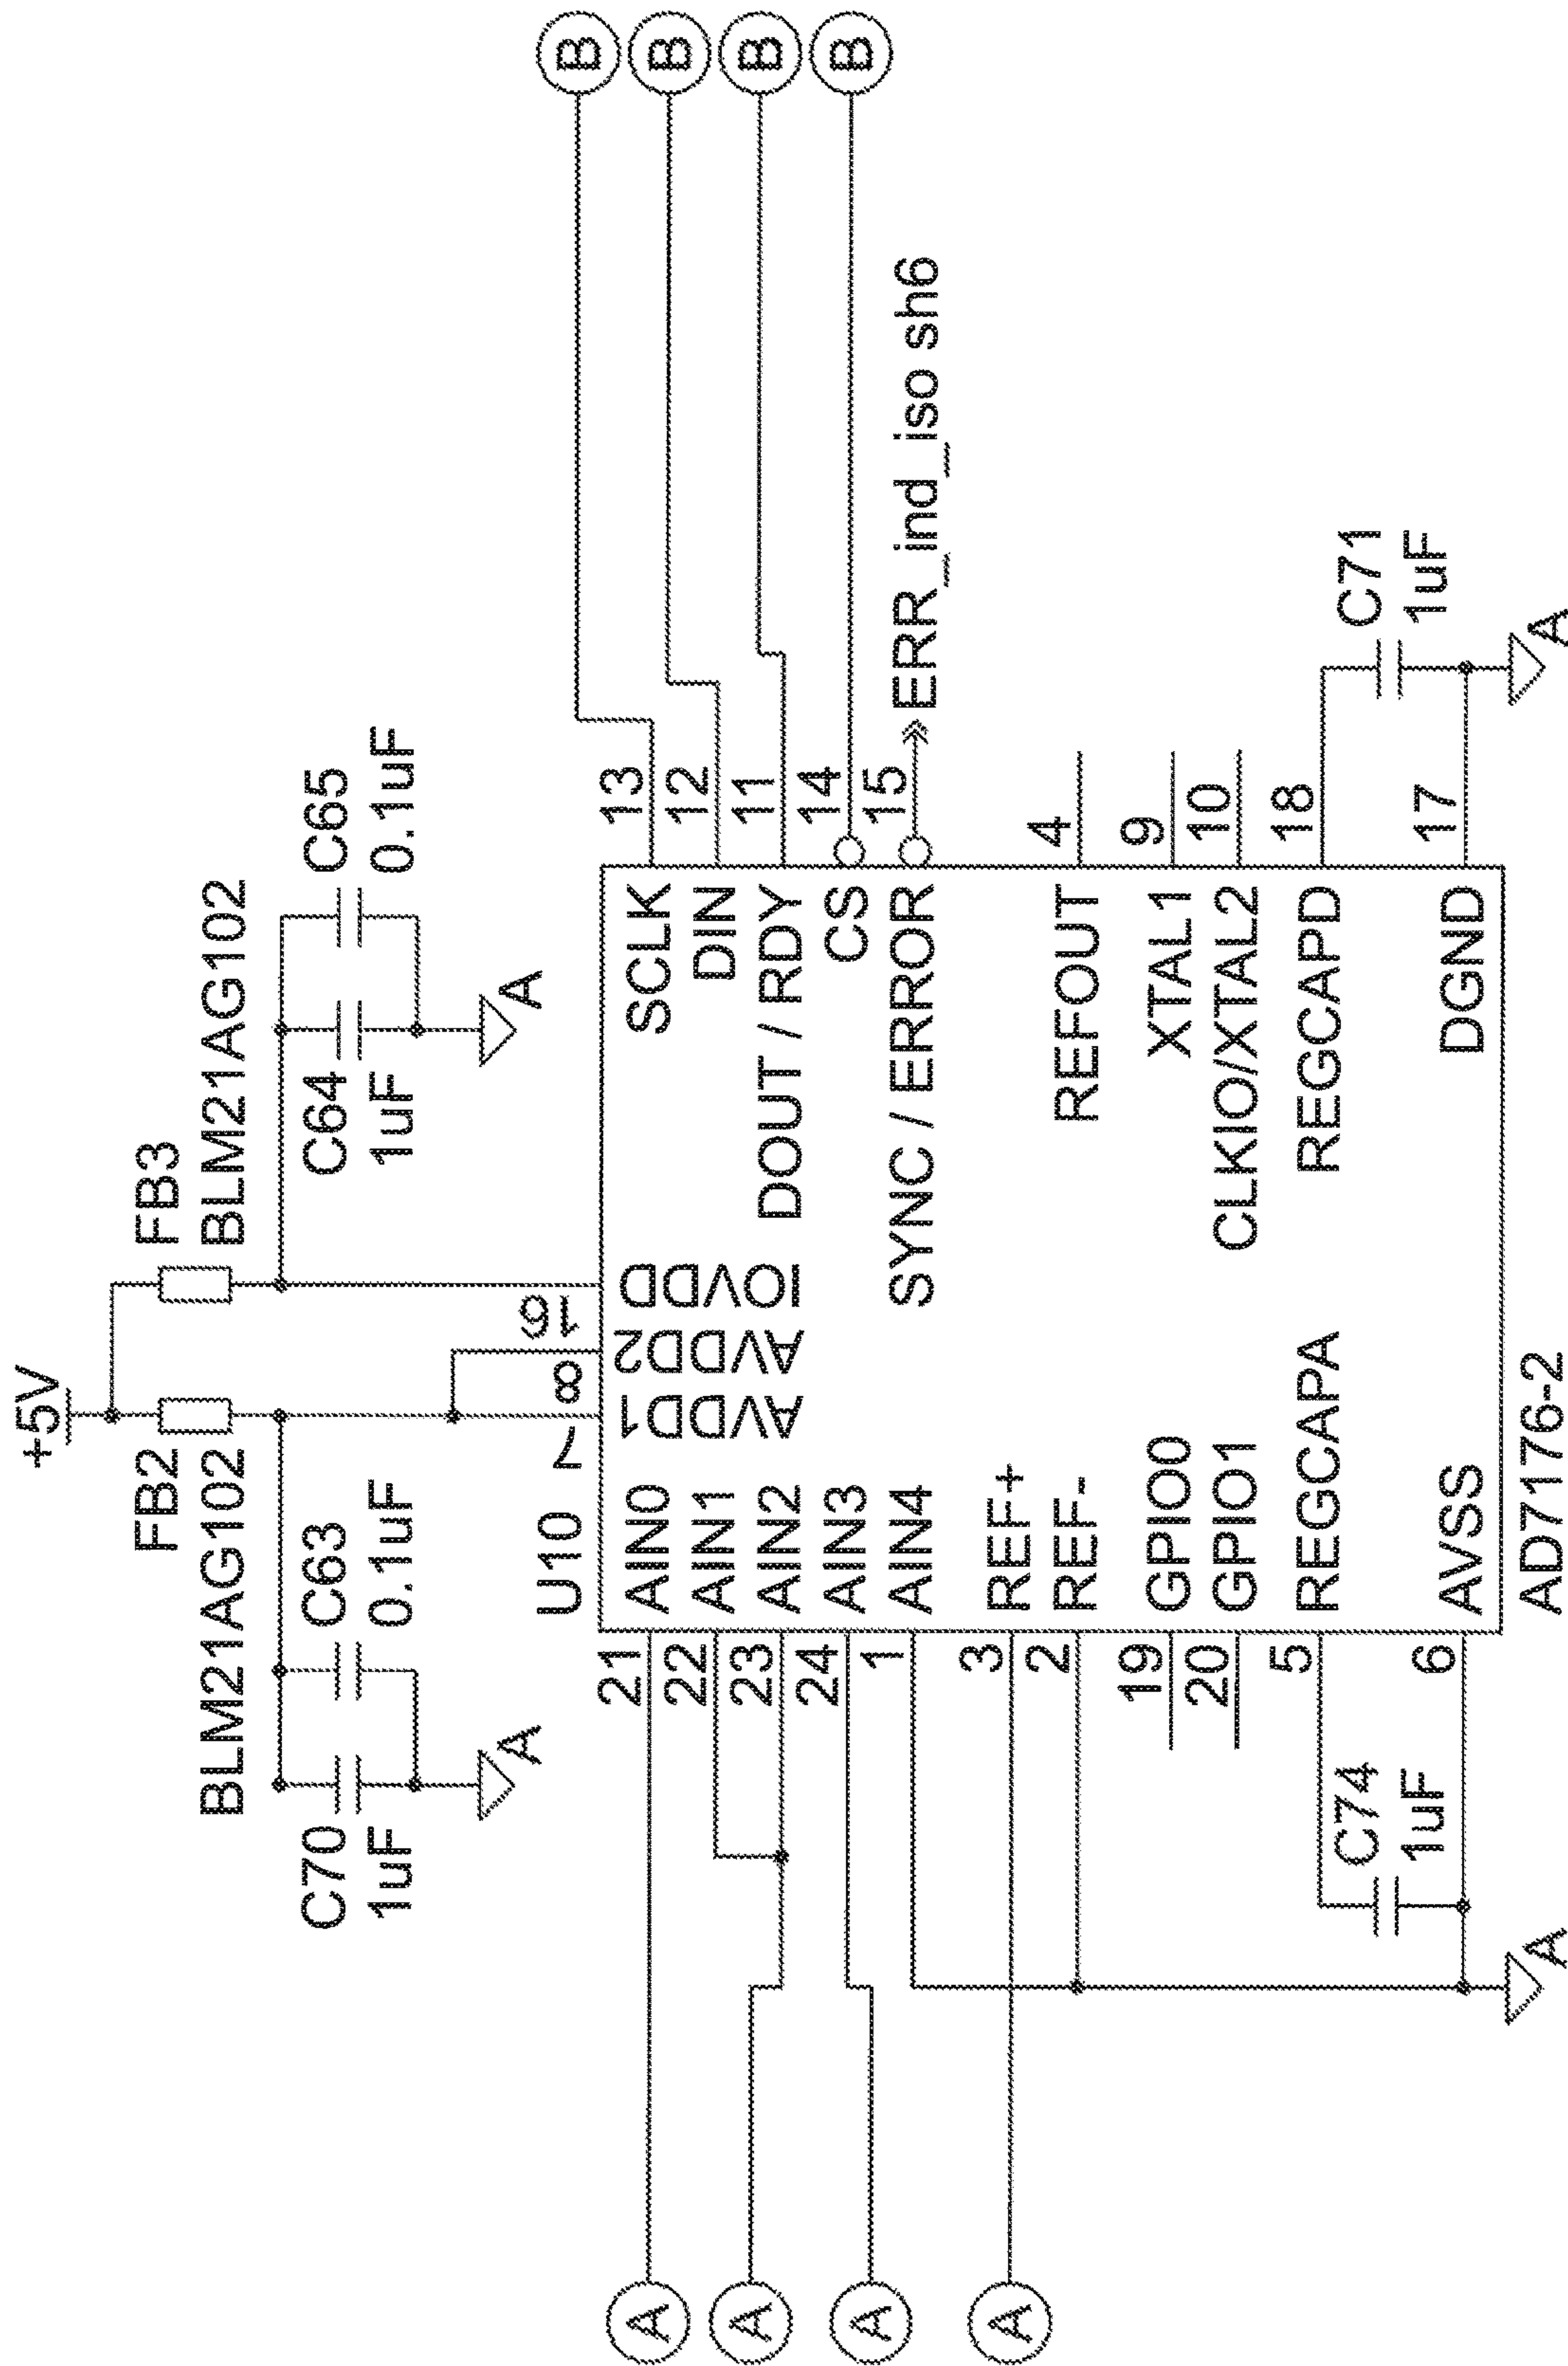 +5V
FB2
BLM21AG102
FB3
BLM21AG102
C70
1uF
C63
0.1uF
C64
1uF
C65
0.1uF
A
A
U10
7
8
16
AVDD1
AVDD2
IOVDD
A
21
AIN0
SCLK
13
B
22
AIN1
DIN
12
B
A
23
AIN2
DOUT / RDY
11
B
A
24
AIN3
CS
14
B
1
AIN4
SYNC / ERROR
15
ERR_ind_iso sh6
A
3
REF+
2
REF-
REFOUT
4
19
GPIO0
XTAL1
9
20
GPIO1
CLKIO/XTAL2
10
5
REGCAPA
REGCAPD
18
C74
1uF
C71
1uF
6
AVSS
DGND
17
A
A
AD7176-2